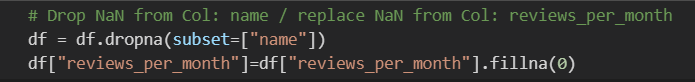 # Drop NaN from Col: name / replace NaN from Col: reviews_per_month
df = df.dropna(subset=["name"])
df["reviews_per_month"]=df["reviews_per_month"].fillna(0)